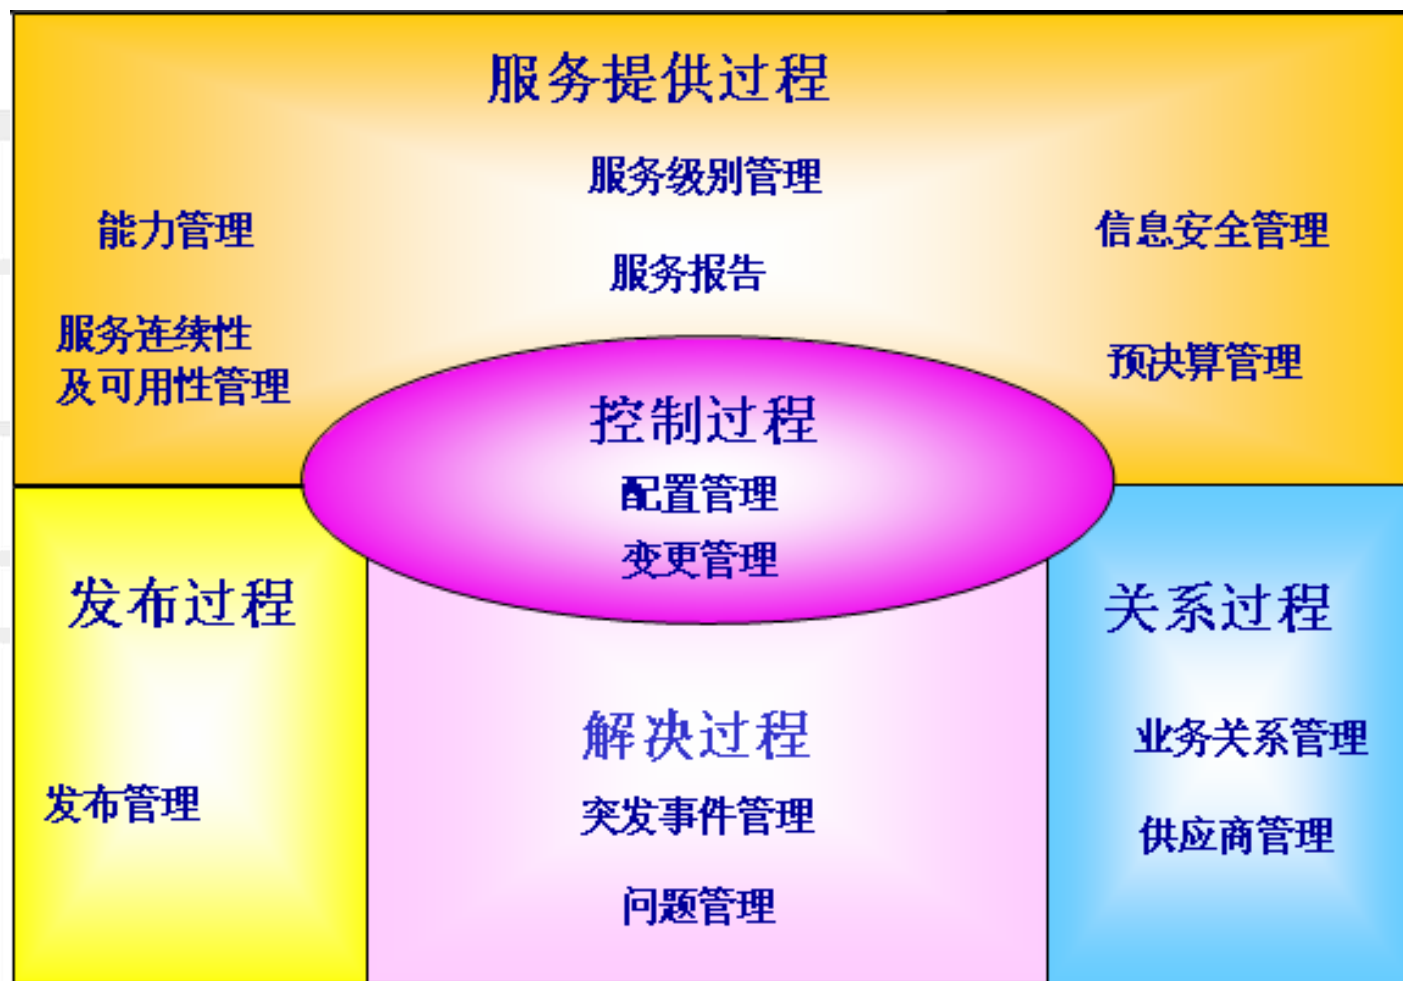 服务提供过程
服务级别管理
能力管理
信息安全管理
服务报告
服务连续性
及可用性管理
预决算管理
控制过程
配置管理
变更管理
发布过程
发布管理
解决过程
突发事件管理
问题管理
关系过程
业务关系管理
供应商管理